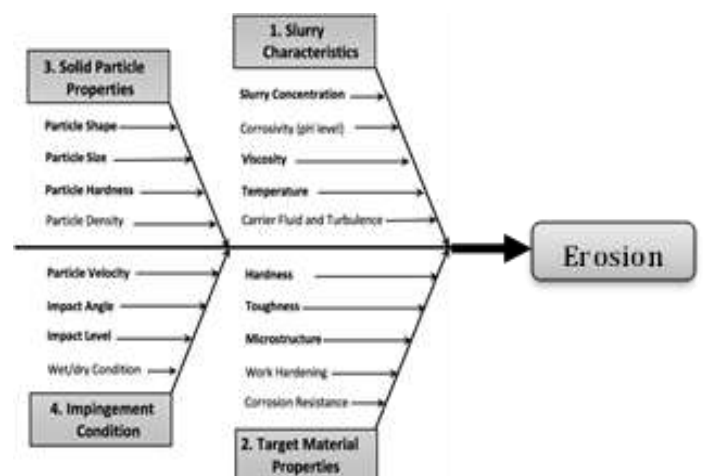 1. Slurry
Characteristics
Slurry Concentration
Corrosivity (pH level)
Viscosity
Temperature
Carrier Fluid and Turbulence
3. Solid Particle
Properties
Particle Shape
Particle Size
Particle Hardness
Particle Density
Erosion
Particle Velocity
Impact Angle
Impact Level
Wet/dry Condition
4. Impingement
Condition
Hardness
Toughness
Microstructure
Work Hardening
Corrosion Resistance
2. Target Material
Properties